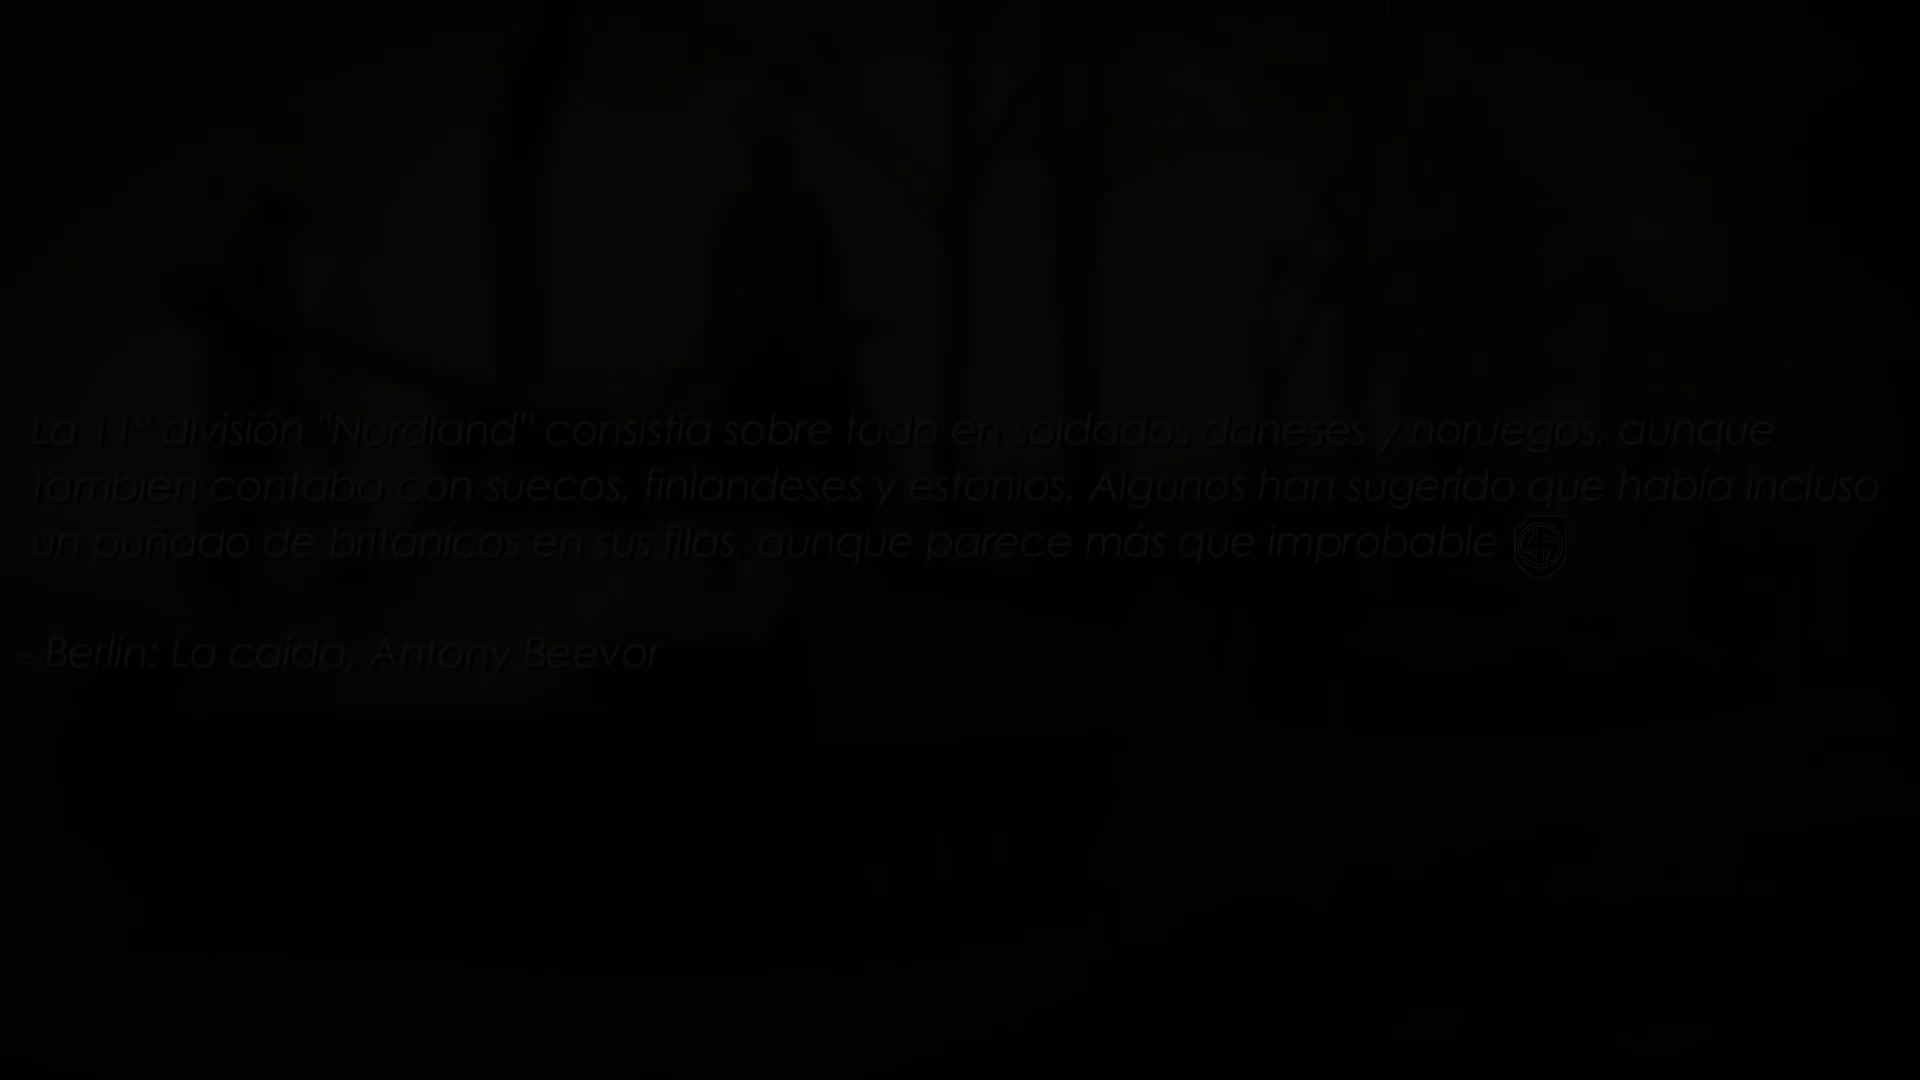 La 11° división "Nordland" consistía sobre todo en soldados daneses y noruegos, aunque
también contaba con suecos, finlandeses y estonios. Algunos han sugerido que había incluso
un puñado de británicos en sus filas, aunque parece más que improbable
- Berlín: La caída, Antony Beevor